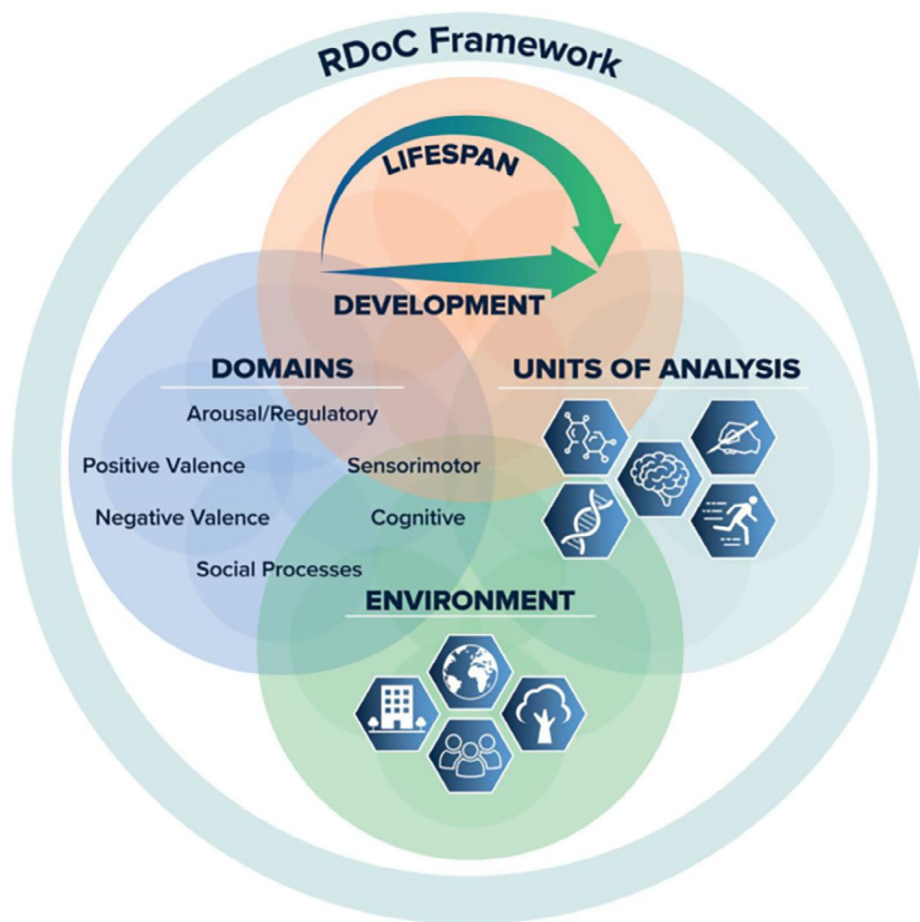 RDoC Framework
LIFESPAN
DEVELOPMENT
DOMAINS
Arousal/Regulatory
Positive Valence
Sensorimotor
Negative Valence
Cognitive
Social Processes
UNITS OF ANALYSIS
ENVIRONMENT